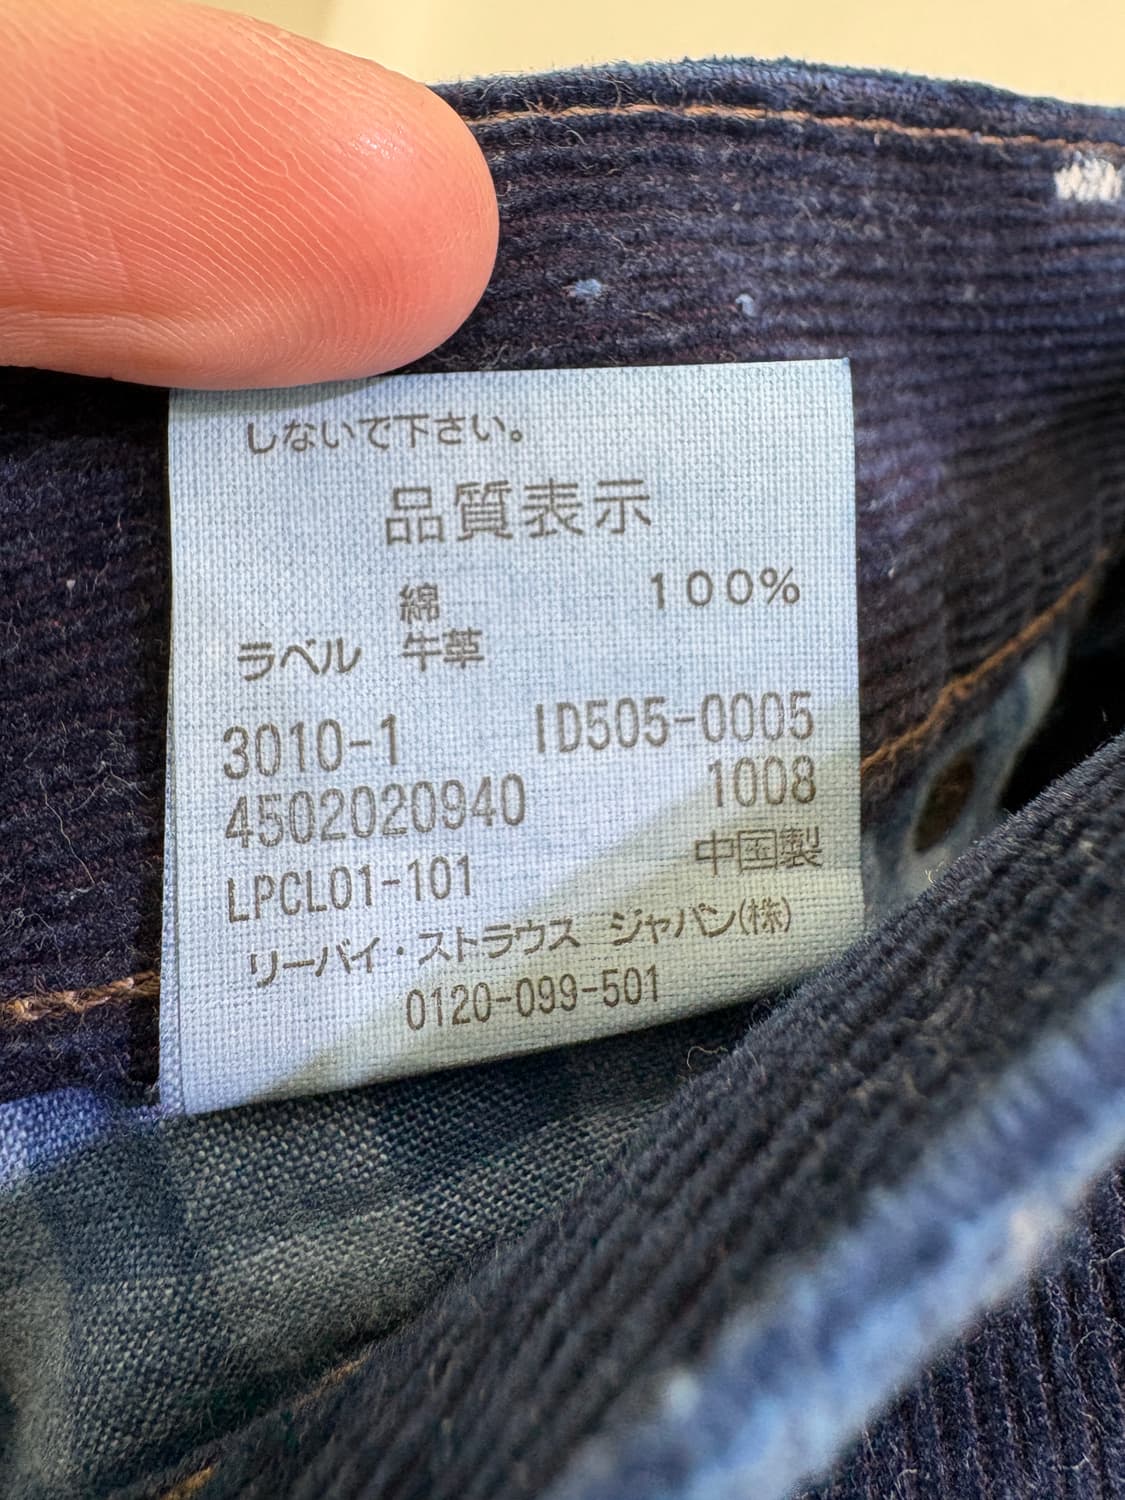 しないで下さい。
品質表示
綿 100%
ラベル 牛革
3010-1 ID505-0005
4502020940 1008
LPCL01-101 中国製
リーバイ・ストラウス ジャパン(株)
0120-099-501